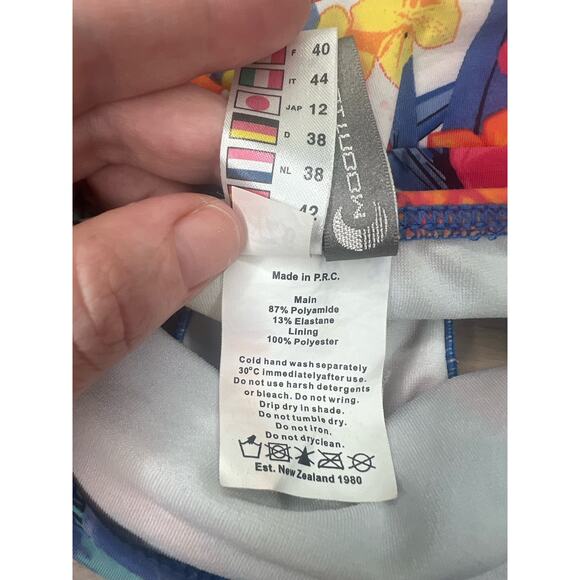 F 40
IT 44
JAP 12
D 38
NL 38
42
MOONTIDE
Made in P.R.C.
Main
87% Polyamide
13% Elastane
Lining
100% Polyester
Cold hand wash separately
30°C immediatelyafter use.
Do not use harsh detergents
or bleach. Do not wring.
Drip dry in shade.
Do not tumble dry.
Do not iron.
Do not dryclean.
Est. New Zealand 1980